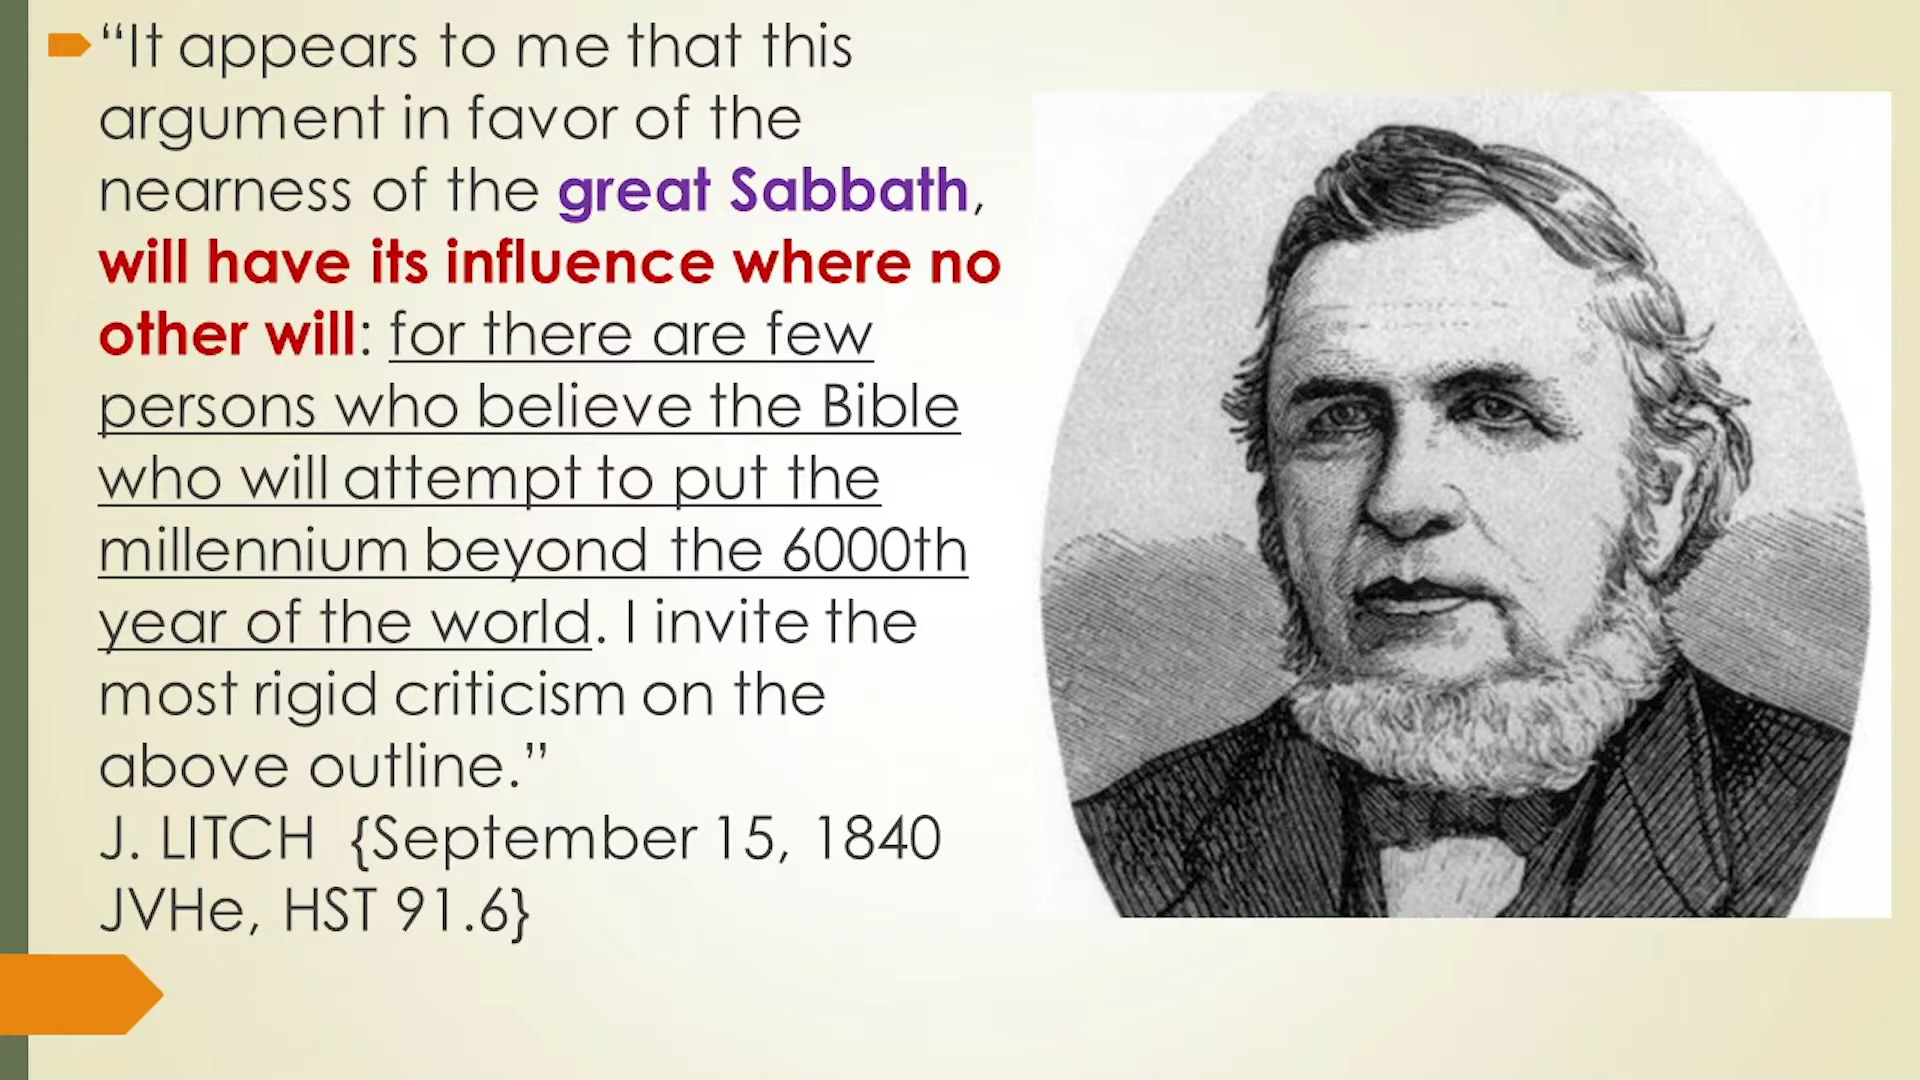 “It appears to me that this
argument in favor of the
nearness of the great Sabbath,
will have its influence where no
other will: for there are few
persons who believe the Bible
who will attempt to put the
millennium beyond the 6000th
year of the world. I invite the
most rigid criticism on the
above outline.”
J. LITCH {September 15, 1840
JVHe, HST 91.6}